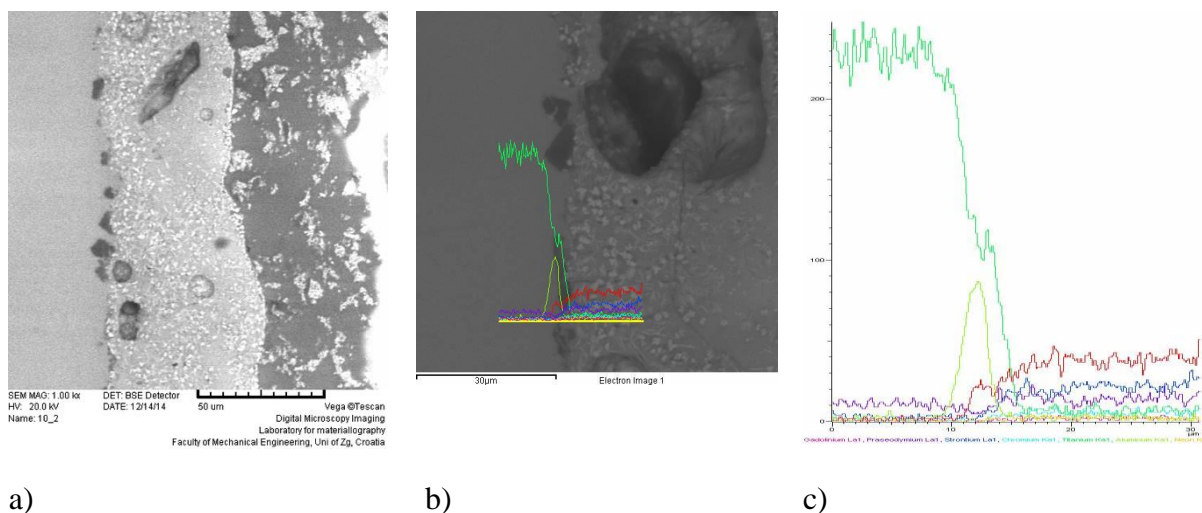 SEM MAG: 1.00 kx DET: BSE Detector
HV: 20.0 kV DATE: 12/14/14 50 um Vega ©Tescan
Name: 10_2 Digital Microscopy Imaging
Laboratory for materiallography
Faculty of Mechanical Engineering, Uni of Zg, Croatia
30µm Electron Image 1
200
100
0 10 20 30
µm
Gadolinium La1, Praseodymium La1, Strontium La1, Chromium Ka1, Titanium Ka1, Aluminum Ka1, Neon
a) b) c)